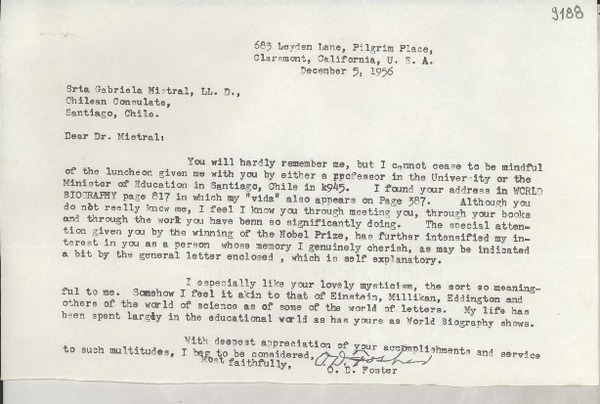 9188
683 Leyden Lane, Pilgrim Place,
Claremont, California, U. S. A.
December 5, 1956
Srta Gabriela Mistral, LL. D.,
Chilean Consulate,
Santiago, Chile.
Dear Dr. Mistral:
You will hardly remember me, but I cannot cease to be mindful
of the luncheon given me with you by either a pprofessor in the University or the
Minister of Education in Santiago, Chile in k945. I found your address in WORLD
BIOGRAPHY page 817 in which my "vida" also appears on Page 387. Although you
do not really know me, I feel I know you through meeting you, through your books
and through the work you have benn so significantly doing. The special atten-
tion given you by the winning of the Nobel Prize, has further intensified my in-
terest in you as a person whose memory I genuinely cherish, as may be indicated
a bit by the general letter enclosed , which is self explanatory.
I especially like your lovely mysticism, the sort so meaning-
ful to me. Somehow I feel it akin to that of Einstein, Millikan, Eddington and
others of the world of science as of some of the world of letters. My life has
been spent largly in the educational world as has yours as World Biography shows.
With deepest appreciation of your accomplishments and service
to such multitudes, I beg to be considered, O. D. Foster
Most faithfully,
O. D. Foster